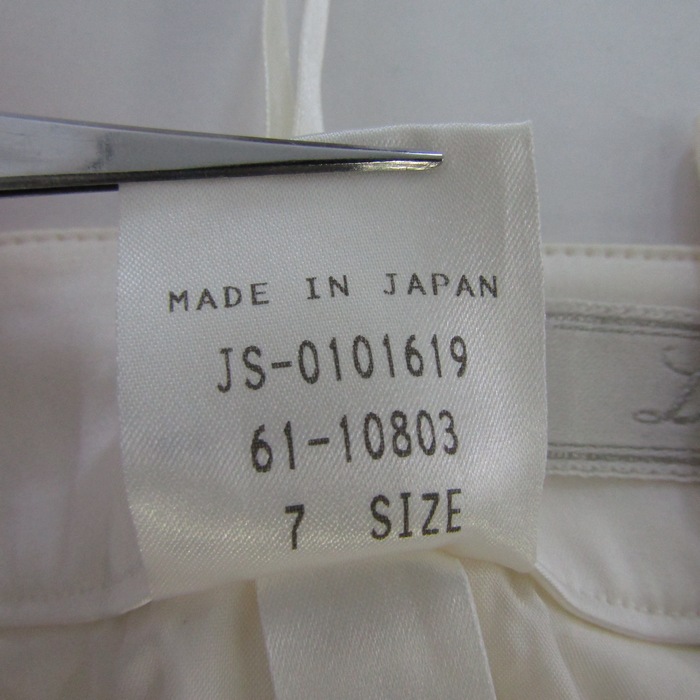 MADE IN JAPAN
JS-0101619
61-10803
7 SIZE